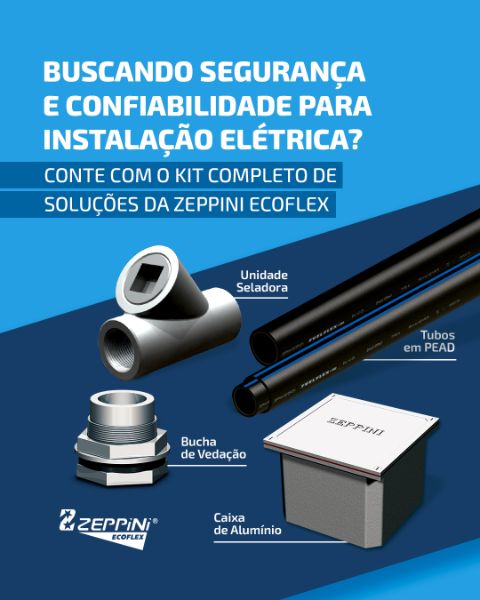 BUSCANDO SEGURANÇA
E CONFIABILIDADE PARA
INSTALAÇÃO ELÉTRICA?
CONTE COM O KIT COMPLETO DE
SOLUÇÕES DA ZEPPINI ECOFLEX
Unidade
Seladora
Tubos
em PEAD
ZEPPINI
Bucha
de Vedação
Caixa
de Alumínio
ZEPPINI®
ECOFLEX